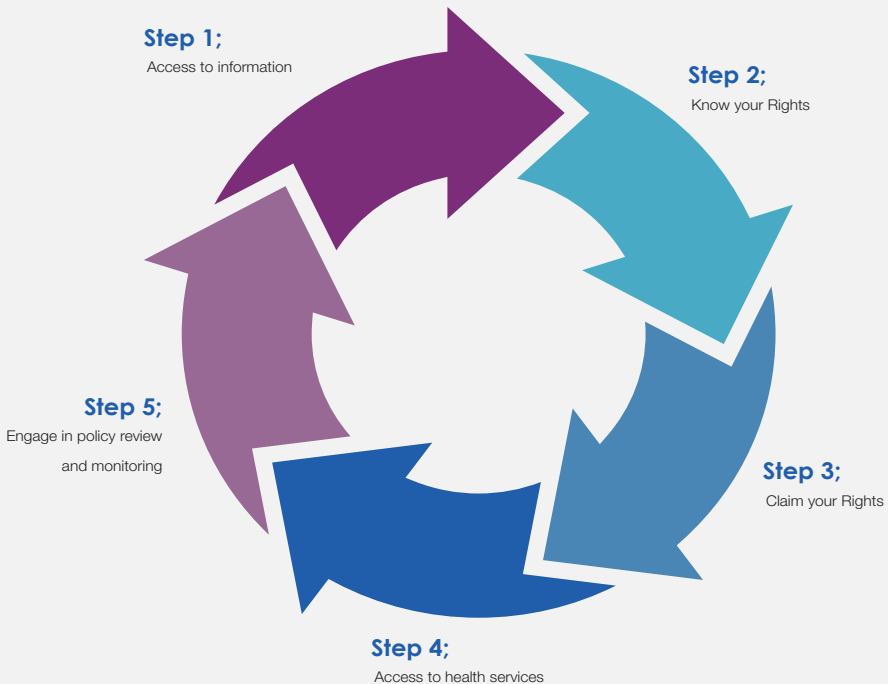 Step 1;
Access to information
Step 2;
Know your Rights
Step 3;
Claim your Rights
Step 4;
Access to health services
Step 5;
Engage in policy review
and monitoring